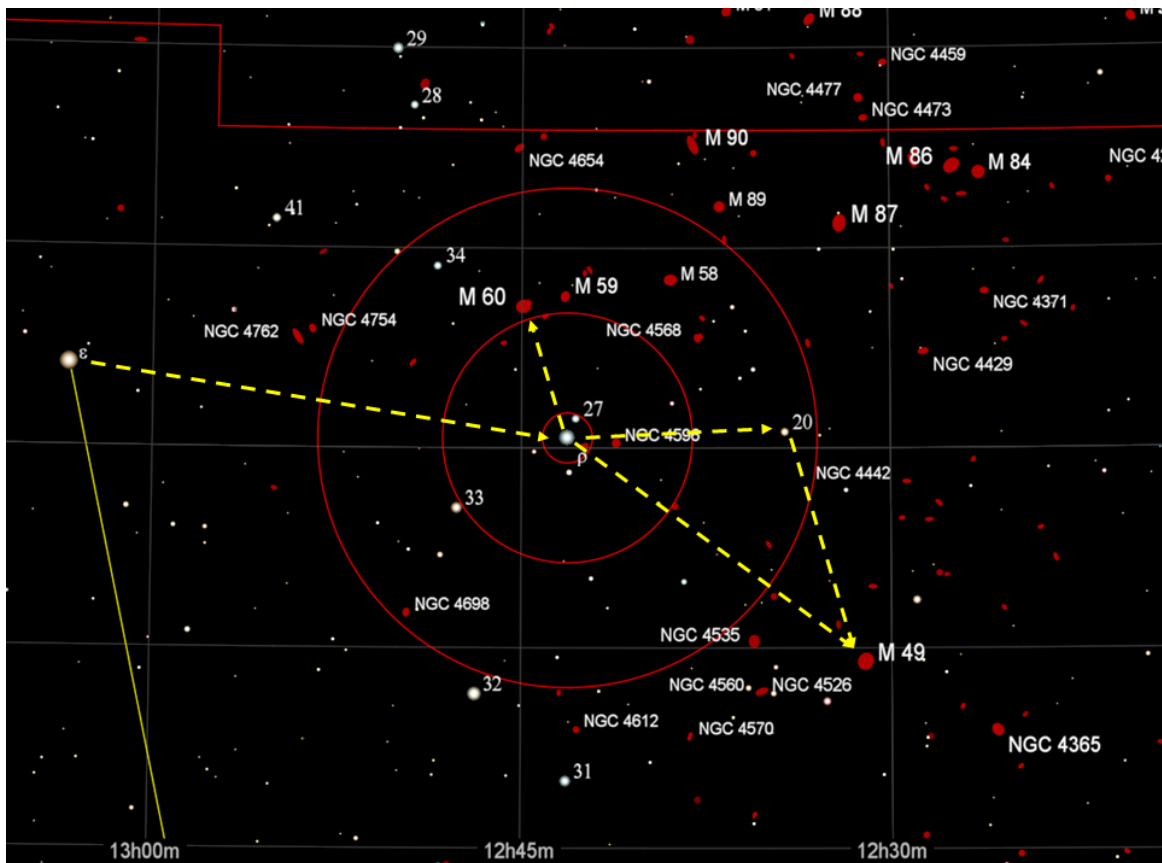 M 88
29
NGC 4459
NGC 4477
28
NGC 4473
M 90
M 86
M 84
NGC 4654
M 89
41
M 87
34
M 58
M 59
M 60
NGC 4371
NGC 4762
NGC 4754
NGC 4568
NGC 4429
ε
27
20
NGC 4596
ρ
NGC 4442
33
NGC 4698
NGC 4535
M 49
32
NGC 4560
NGC 4526
NGC 4612
NGC 4570
NGC 4365
31
13h00m
12h45m
12h30m